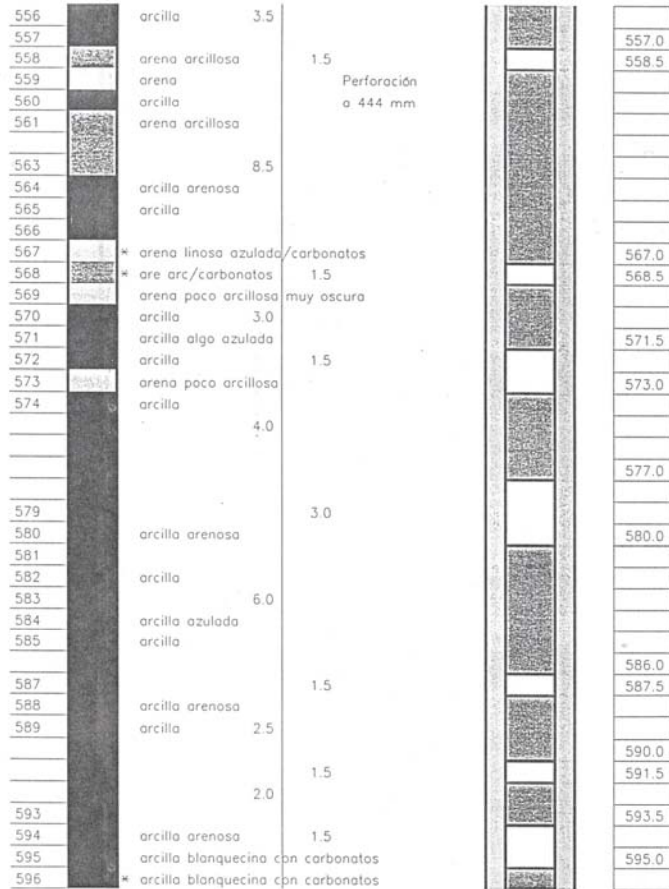 556 arcilla 3.5
557 557.0
558 arena arcillosa 1.5 558.5
559 arena Perforación
560 arcilla a 444 mm
561 arena arcillosa
563 8.5
564 arcilla arenosa
565 arcilla
566
567 * arena linosa azulada/carbonatos 567.0
568 * are arc/carbonatos 1.5 568.5
569 arena poco arcillosa muy oscura
570 arcilla 3.0
571 arcilla algo azulada 571.5
572 arcilla 1.5
573 arena poco arcillosa 573.0
574 arcilla
4.0
577.0
579 3.0
580 arcilla arenosa 580.0
581
582 arcilla
583 6.0
584 arcilla azulada
585 arcilla
586.0
587 1.5 587.5
588 arcilla arenosa
589 arcilla 2.5
590.0
1.5 591.5
2.0
593 593.5
594 arcilla arenosa 1.5
595 arcilla blanquecina con carbonatos 595.0
596 * arcilla blanquecina con carbonatos